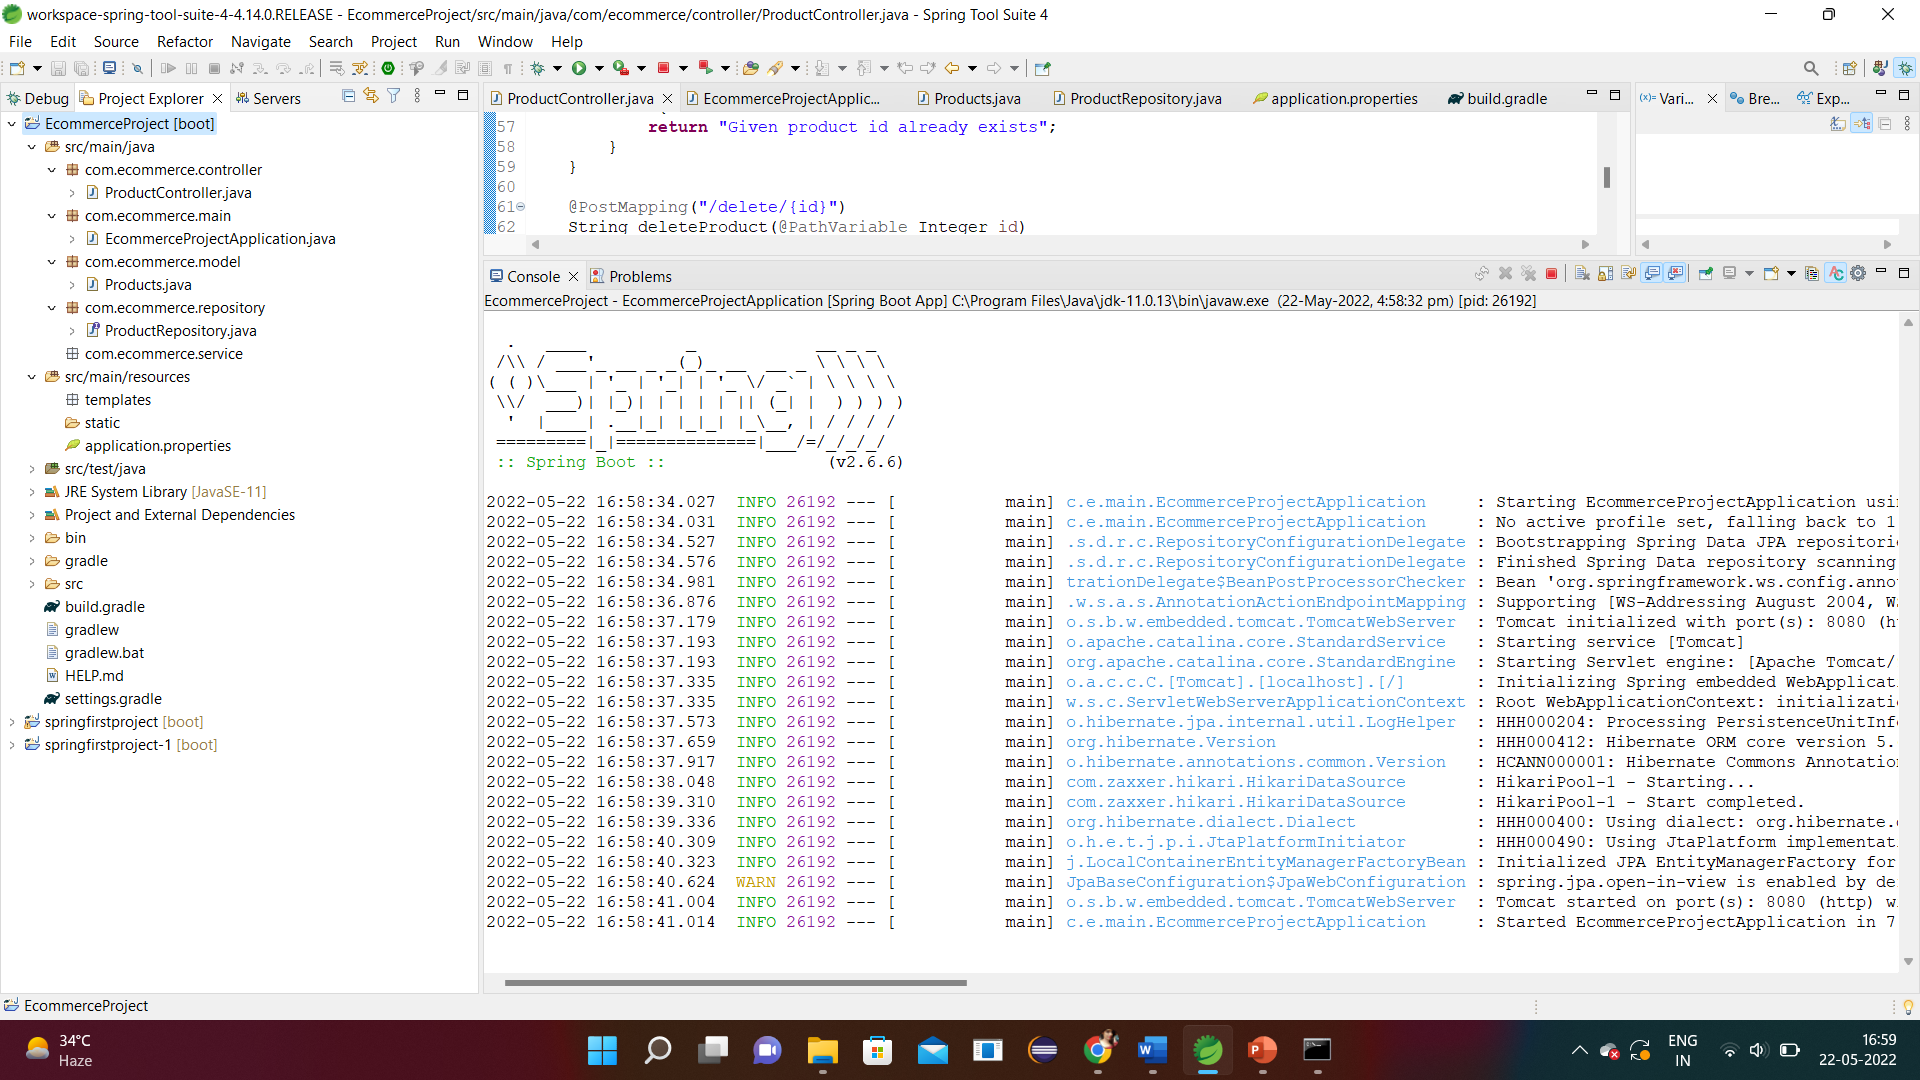 workspace-spring-tool-suite-4-4.14.0.RELEASE - EcommerceProject/src/main/java/com/ecommerce/controller/ProductController.java - Spring Tool Suite 4
File Edit Source Refactor Navigate Search Project Run Window Help
Debug Project Explorer Servers
EcommerceProject [boot]
src/main/java
com.ecommerce.controller
ProductController.java
com.ecommerce.main
EcommerceProjectApplication.java
com.ecommerce.model
Products.java
com.ecommerce.repository
ProductRepository.java
com.ecommerce.service
src/main/resources
templates
static
application.properties
src/test/java
JRE System Library [JavaSE-11]
Project and External Dependencies
bin
gradle
src
build.gradle
gradlew
gradlew.bat
HELP.md
settings.gradle
springfirstproject [boot]
springfirstproject-1 [boot]
ProductController.java EcommerceProjectApplic... Products.java ProductRepository.java application.properties build.gradle
57 return "Given product id already exists";
58 }
59 }
60
61 @PostMapping("/delete/{id}")
62 String deleteProduct(@PathVariable Integer id)
(x)= Vari... Bre... Exp...
Console Problems
EcommerceProject - EcommerceProjectApplication [Spring Boot App] C:\Program Files\Java\jdk-11.0.13\bin\javaw.exe (22-May-2022, 4:58:32 pm) [pid: 26192]
Spring
:: Spring Boot :: (v2.6.6)
2022-05-22 16:58:34.027 INFO 26192 --- [ main] c.e.main.EcommerceProjectApplication : Starting EcommerceProjectApplication usi
2022-05-22 16:58:34.031 INFO 26192 --- [ main] c.e.main.EcommerceProjectApplication : No active profile set, falling back to 1
2022-05-22 16:58:34.527 INFO 26192 --- [ main] .s.d.r.c.RepositoryConfigurationDelegate : Bootstrapping Spring Data JPA repositori
2022-05-22 16:58:34.576 INFO 26192 --- [ main] .s.d.r.c.RepositoryConfigurationDelegate : Finished Spring Data repository scanning
2022-05-22 16:58:34.981 INFO 26192 --- [ main] trationDelegate$BeanPostProcessorChecker : Bean 'org.springframework.ws.config.anno
2022-05-22 16:58:36.876 INFO 26192 --- [ main] .w.s.a.s.AnnotationActionEndpointMapping : Supporting [WS-Addressing August 2004, W
2022-05-22 16:58:37.179 INFO 26192 --- [ main] o.s.b.w.embedded.tomcat.TomcatWebServer : Tomcat initialized with port(s): 8080 (h
2022-05-22 16:58:37.193 INFO 26192 --- [ main] o.apache.catalina.core.StandardService : Starting service [Tomcat]
2022-05-22 16:58:37.193 INFO 26192 --- [ main] org.apache.catalina.core.StandardEngine : Starting Servlet engine: [Apache Tomcat/
2022-05-22 16:58:37.335 INFO 26192 --- [ main] o.a.c.c.C.[Tomcat].[localhost].[/] : Initializing Spring embedded WebApplicat
2022-05-22 16:58:37.335 INFO 26192 --- [ main] w.s.c.ServletWebServerApplicationContext : Root WebApplicationContext: initializati
2022-05-22 16:58:37.573 INFO 26192 --- [ main] o.hibernate.jpa.internal.util.LogHelper : HHH000204: Processing PersistenceUnitInf
2022-05-22 16:58:37.659 INFO 26192 --- [ main] org.hibernate.Version : HHH000412: Hibernate ORM core version 5.
2022-05-22 16:58:37.917 INFO 26192 --- [ main] o.hibernate.annotations.common.Version : HCANN000001: Hibernate Commons Annotatio
2022-05-22 16:58:38.048 INFO 26192 --- [ main] com.zaxxer.hikari.HikariDataSource : HikariPool-1 - Starting...
2022-05-22 16:58:39.310 INFO 26192 --- [ main] com.zaxxer.hikari.HikariDataSource : HikariPool-1 - Start completed.
2022-05-22 16:58:39.336 INFO 26192 --- [ main] org.hibernate.dialect.Dialect : HHH000400: Using dialect: org.hibernate.
2022-05-22 16:58:40.309 INFO 26192 --- [ main] o.h.e.t.j.p.i.JtaPlatformInitiator : HHH000490: Using JtaPlatform implementat
2022-05-22 16:58:40.323 INFO 26192 --- [ main] j.LocalContainerEntityManagerFactoryBean : Initialized JPA EntityManagerFactory for
2022-05-22 16:58:40.624 WARN 26192 --- [ main] JpaBaseConfiguration$JpaWebConfiguration : spring.jpa.open-in-view is enabled by de
2022-05-22 16:58:41.004 INFO 26192 --- [ main] o.s.b.w.embedded.tomcat.TomcatWebServer : Tomcat started on port(s): 8080 (http) w
2022-05-22 16:58:41.014 INFO 26192 --- [ main] c.e.main.EcommerceProjectApplication : Started EcommerceProjectApplication in 7
EcommerceProject
34°C
Haze
ENG
IN
16:59
22-05-2022